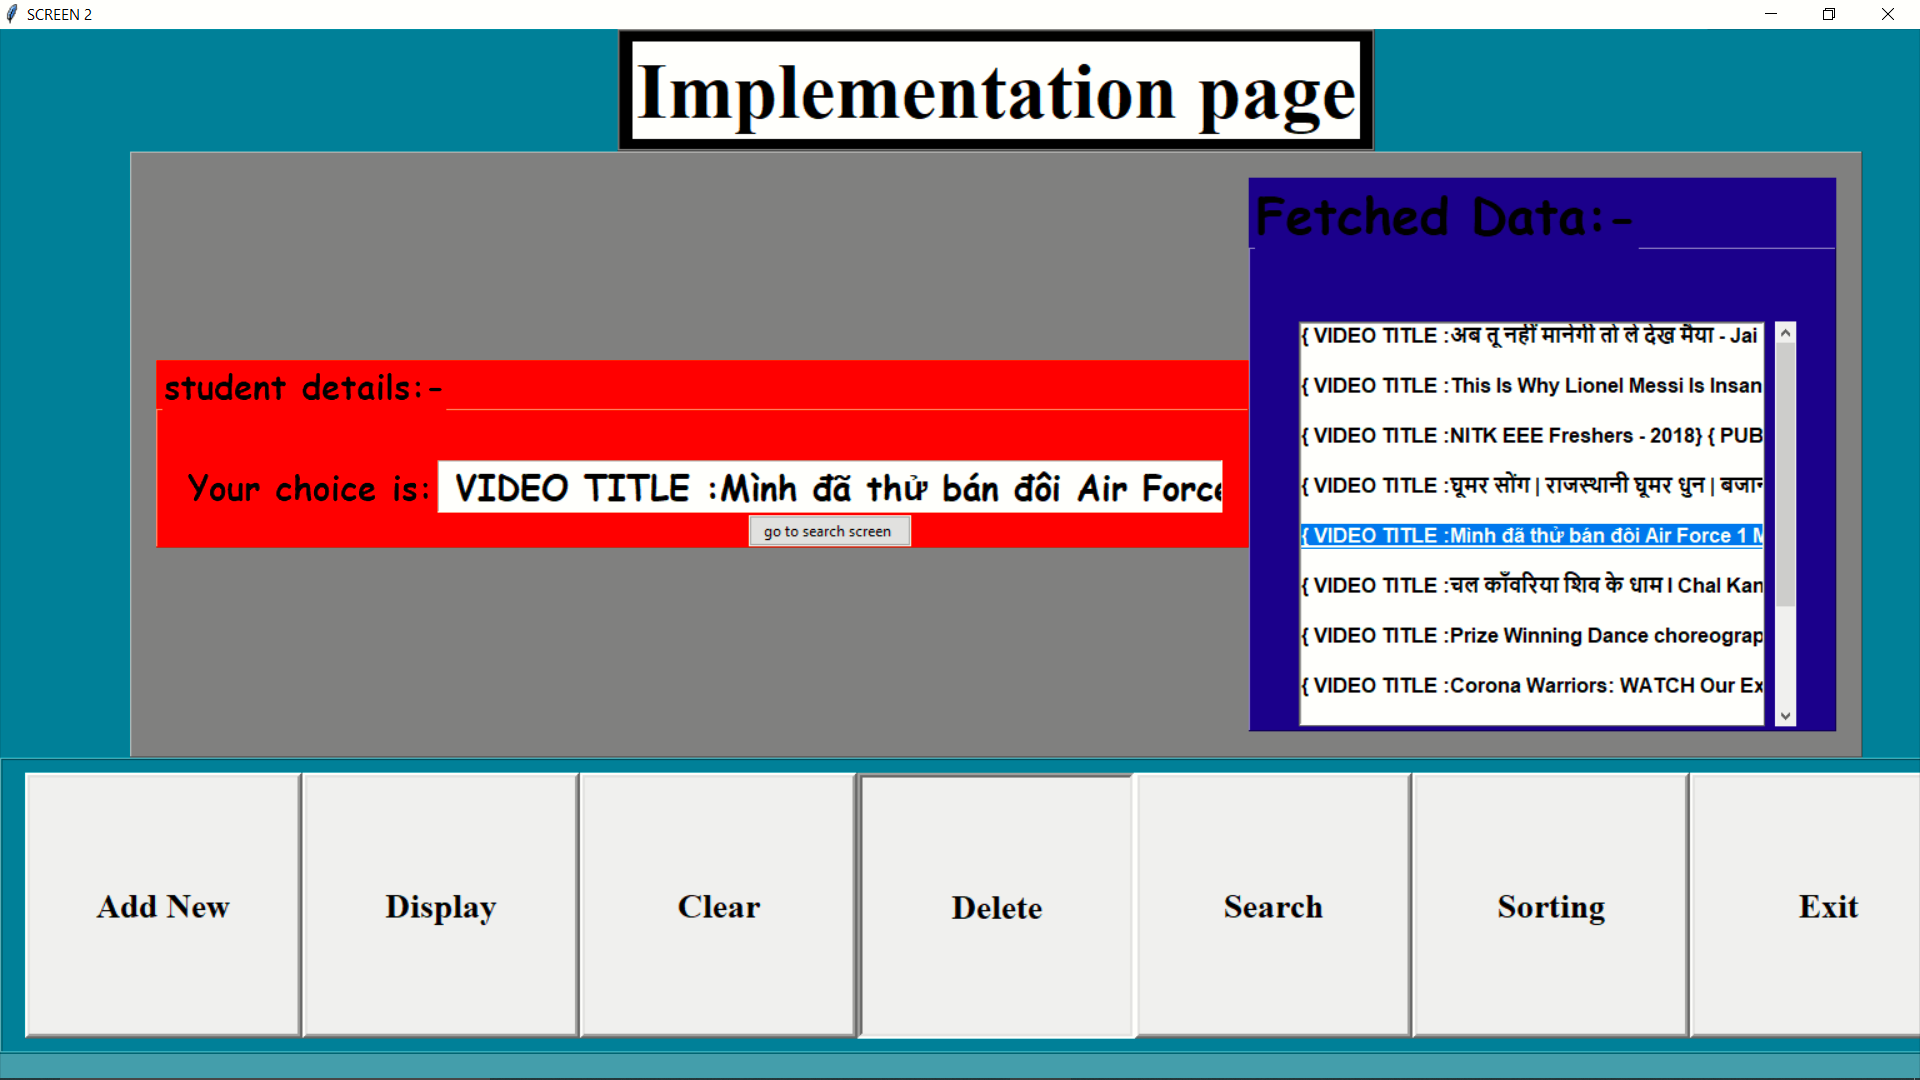 SCREEN 2
Implementation page
Fetched Data:-
{ VIDEO TITLE :अब तू नहीं मानेगी तो ले देख मैया - Jai
{ VIDEO TITLE :This Is Why Lionel Messi Is Insan
{ VIDEO TITLE :NITK EEE Freshers - 2018} { PUB
{ VIDEO TITLE :घूमर सोंग | राजस्थानी घूमर धुन | बजान
{ VIDEO TITLE :Mình đã thử bán đôi Air Force 1 M
{ VIDEO TITLE :चल काँवरिया शिव के धाम I Chal Kan
{ VIDEO TITLE :Prize Winning Dance choreograp
{ VIDEO TITLE :Corona Warriors: WATCH Our Ex
student details:-
Your choice is: VIDEO TITLE :Mình đã thử bán đôi Air Force
go to search screen
Add New Display Clear Delete Search Sorting Exit